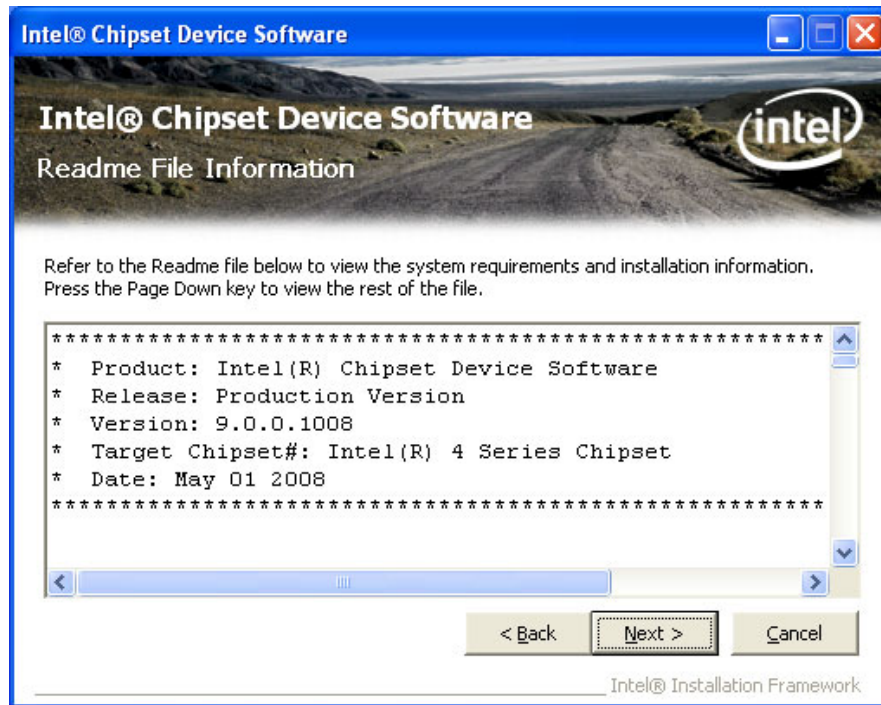 Intel® Chipset Device Software
Intel® Chipset Device Software
intel
Readme File Information
Refer to the Readme file below to view the system requirements and installation information.
Press the Page Down key to view the rest of the file.
********************************************************
* Product: Intel(R) Chipset Device Software
* Release: Production Version
* Version: 9.0.0.1008
* Target Chipset#: Intel(R) 4 Series Chipset
* Date: May 01 2008
********************************************************
< Back
Next >
Cancel
Intel® Installation Framework